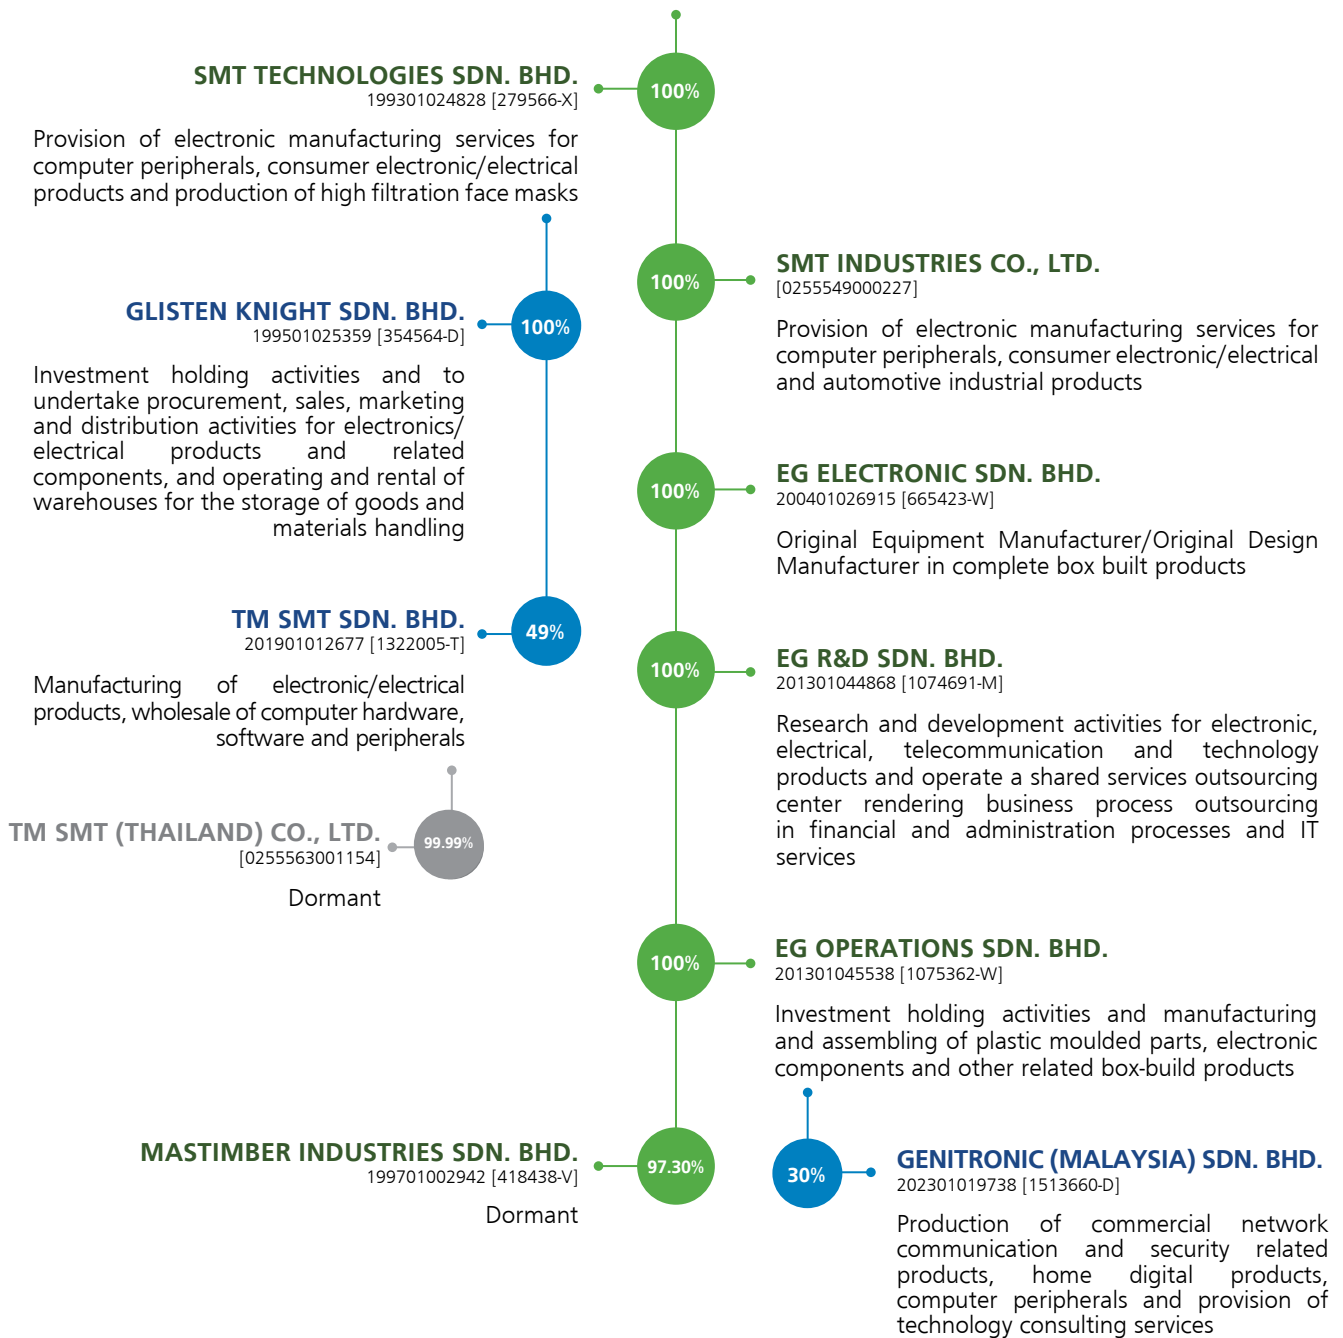 100%
SMT TECHNOLOGIES SDN. BHD.
199301024828 [279566-X]
Provision of electronic manufacturing services for
computer peripherals, consumer electronic/electrical
products and production of high filtration face masks
100%
SMT INDUSTRIES CO., LTD.
[0255549000227]
Provision of electronic manufacturing services for
computer peripherals, consumer electronic/electrical
and automotive industrial products
100%
GLISTEN KNIGHT SDN. BHD.
199501025359 [354564-D]
Investment holding activities and to
undertake procurement, sales, marketing
and distribution activities for electronics/
electrical products and related
components, and operating and rental of
warehouses for the storage of goods and
materials handling
100%
EG ELECTRONIC SDN. BHD.
200401026915 [665423-W]
Original Equipment Manufacturer/Original Design
Manufacturer in complete box built products
49%
TM SMT SDN. BHD.
201901012677 [1322005-T]
Manufacturing of electronic/electrical
products, wholesale of computer hardware,
software and peripherals
100%
EG R&D SDN. BHD.
201301044868 [1074691-M]
Research and development activities for electronic,
electrical, telecommunication and technology
products and operate a shared services outsourcing
center rendering business process outsourcing
in financial and administration processes and IT
services
99.99%
TM SMT (THAILAND) CO., LTD.
[0255563001154]
Dormant
100%
EG OPERATIONS SDN. BHD.
201301045538 [1075362-W]
Investment holding activities and manufacturing
and assembling of plastic moulded parts, electronic
components and other related box-build products
97.30%
MASTIMBER INDUSTRIES SDN. BHD.
199701002942 [418438-V]
Dormant
30%
GENITRONIC (MALAYSIA) SDN. BHD.
202301019738 [1513660-D]
Production of commercial network
communication and security related
products, home digital products,
computer peripherals and provision of
technology consulting services